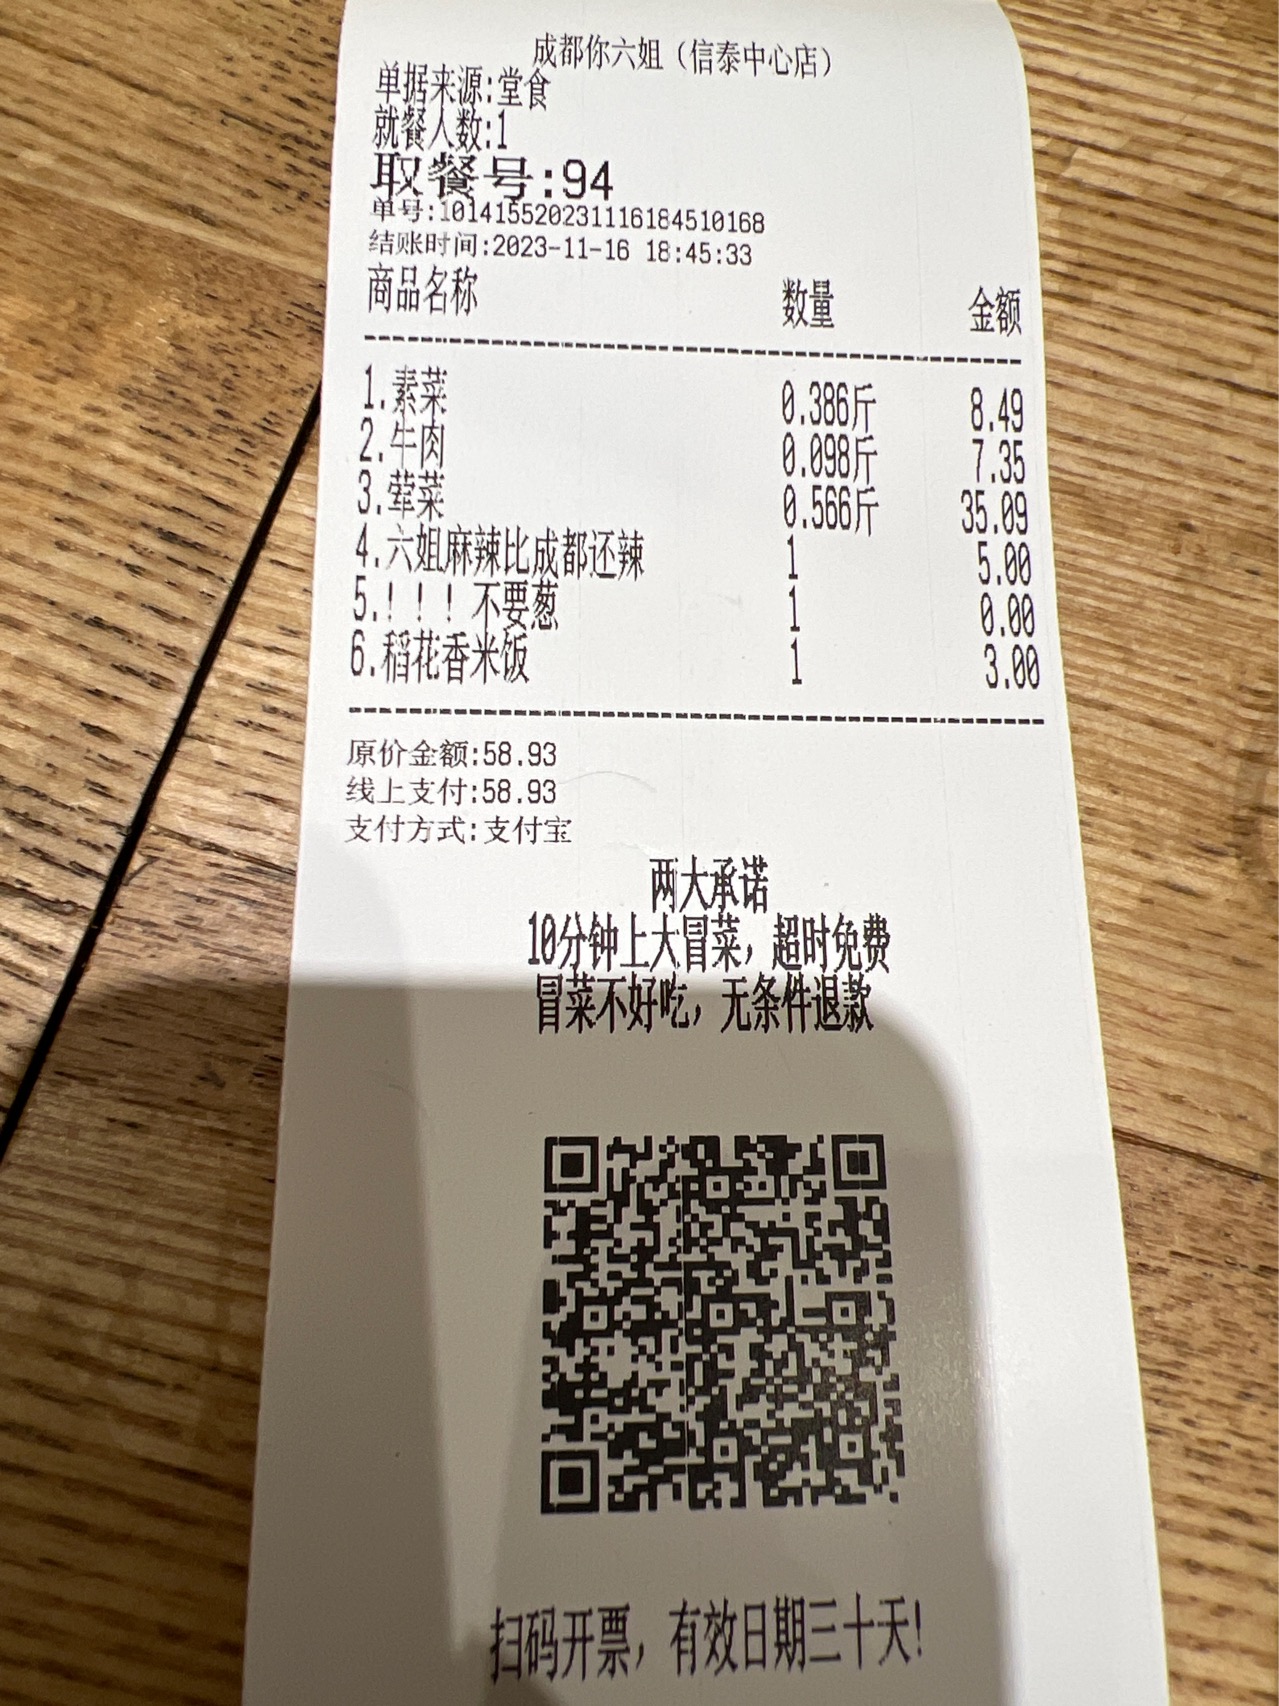 成都你六姐（信泰中心店）
单据来源:堂食
就餐人数:1
取餐号:94
单号:101415520231116184510168
结账时间:2023-11-16 18:45:33
商品名称 数量 金额
1.素菜 0.386斤 8.49
2.牛肉 0.098斤 7.35
3.荤菜 0.566斤 35.09
4.六姐麻辣比成都还辣 1 5.00
5.！！！不要葱 1 0.00
6.稻花香米饭 1 3.00
原价金额:58.93
线上支付:58.93
支付方式:支付宝
两大承诺
10分钟上大冒菜，超时免费
冒菜不好吃，无条件退款
扫码开票，有效日期三十天!